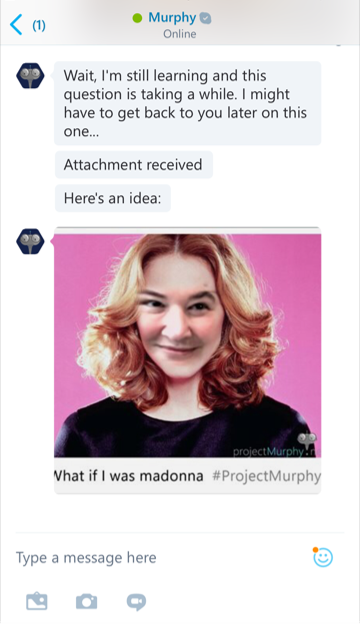 (1)
Murphy
Online
Wait, I'm still learning and this
question is taking a while. I might
have to get back to you later on this
one...
Attachment received
Here's an idea:
projectMurphy.n
What if I was madonna #ProjectMurphy
Type a message here